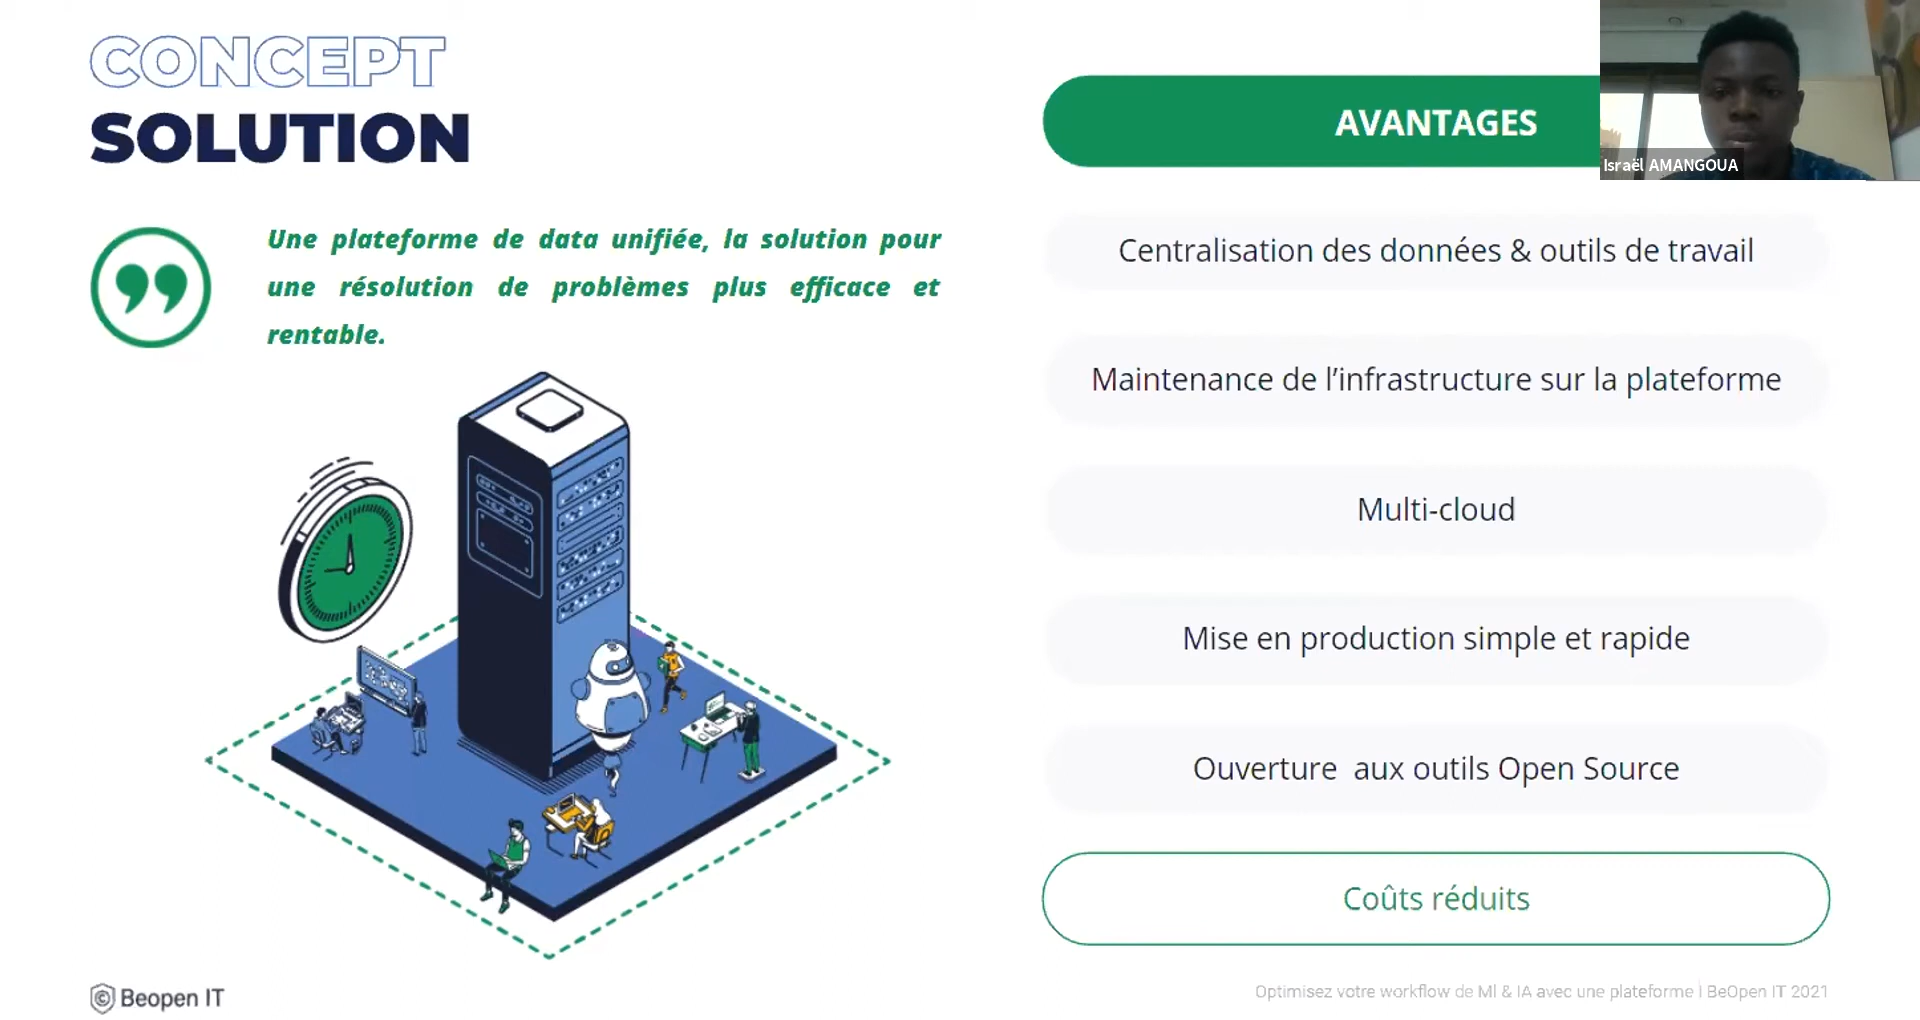 CONCEPT
SOLUTION
Une plateforme de data unifiée, la solution pour
une résolution de problèmes plus efficace et
rentable.
AVANTAGES
Israël AMANGOUA
Centralisation des données & outils de travail
Maintenance de l’infrastructure sur la plateforme
Multi-cloud
Mise en production simple et rapide
Ouverture aux outils Open Source
Coûts réduits
© Beopen IT
Optimisez votre workflow de Ml & IA avec une plateforme I BeOpen IT 2021